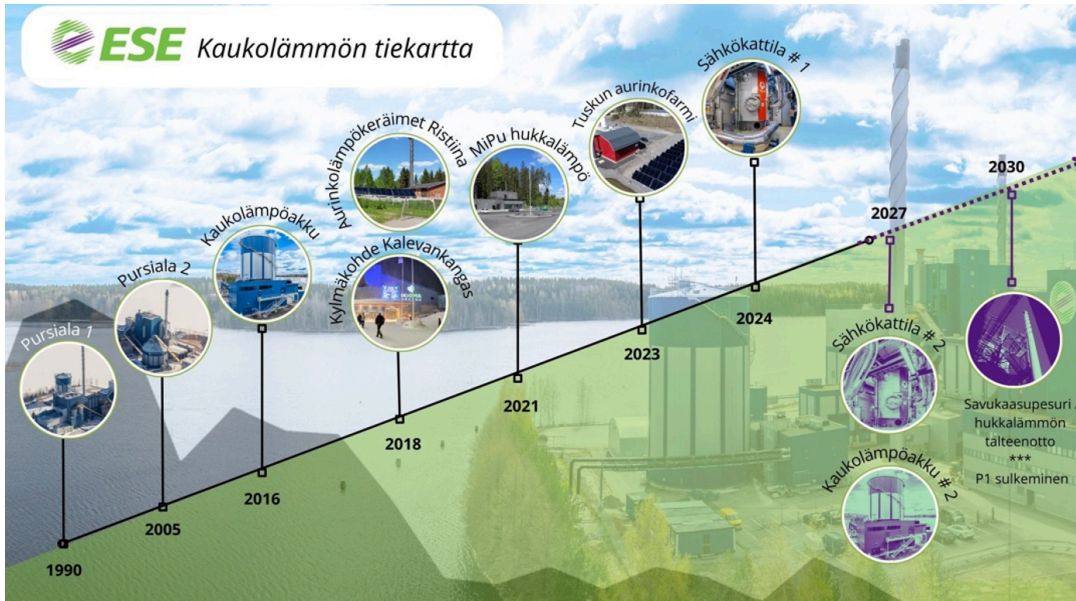 ESE Kaukolämmön tiekartta
Pursiala 1
1990
Pursiala 2
2005
Kaukolämpöakku
2016
Aurinkolämpökeräimet Ristiina
Kylmäkohde Kalevankangas
2018
MiPu hukkalämpö
2021
Tuskun aurinkofarmi
2023
Sähkökattila # 1
2024
2027
Sähkökattila # 2
Kaukolämpöakku # 2
2030
Savukaasupesuri /
hukkalämmön
talteenotto
***
P1 sulkeminen